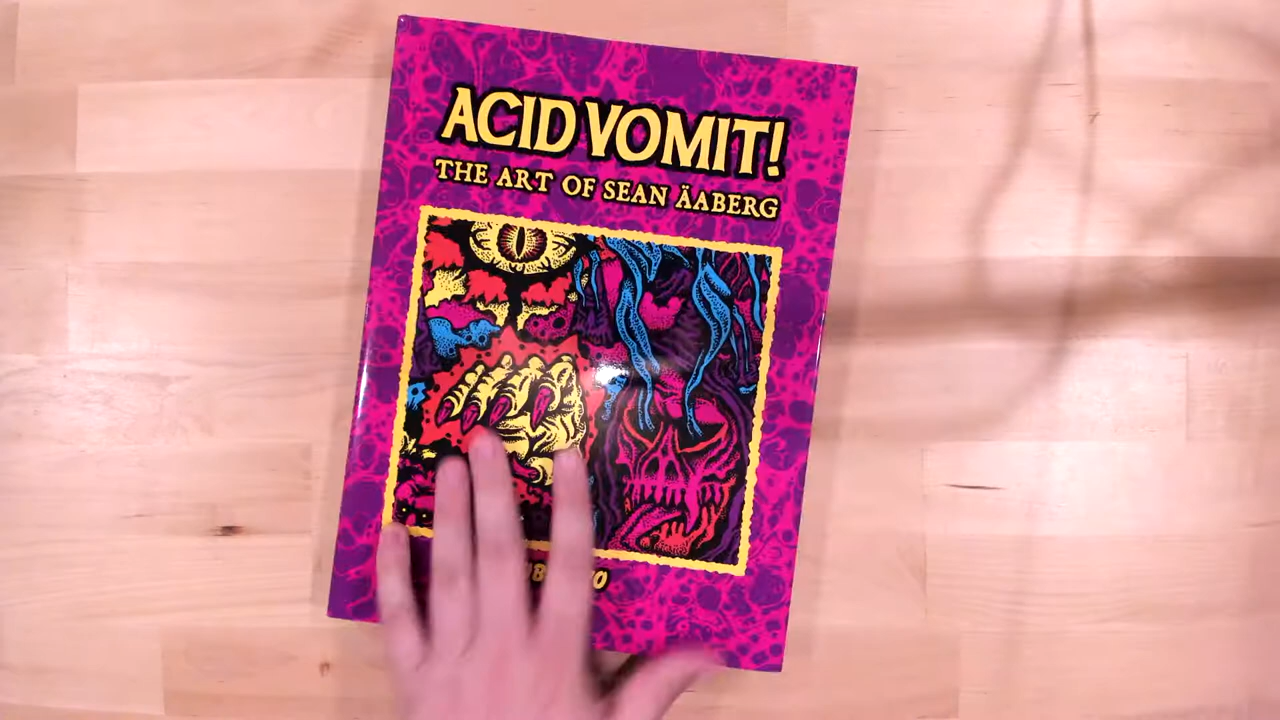 ACID VOMIT!
THE ART OF SEAN ÄABERG